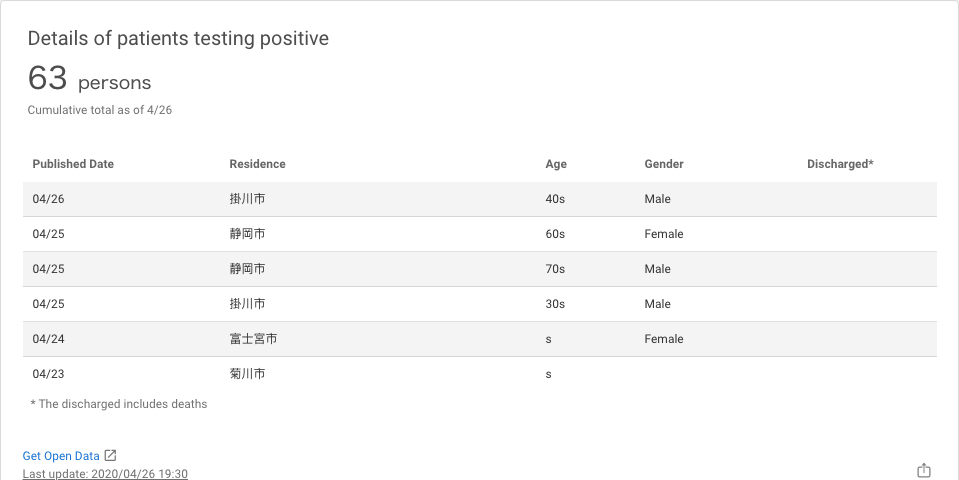 Details of patients testing positive
63 persons
Cumulative total as of 4/26
Published Date Residence Age Gender Discharged*
04/26 掛川市 40s Male
04/25 静岡市 60s Female
04/25 静岡市 70s Male
04/25 掛川市 30s Male
04/24 富士宮市 s Female
04/23 菊川市 s
* The discharged includes deaths
Get Open Data
Last update: 2020/04/26 19:30